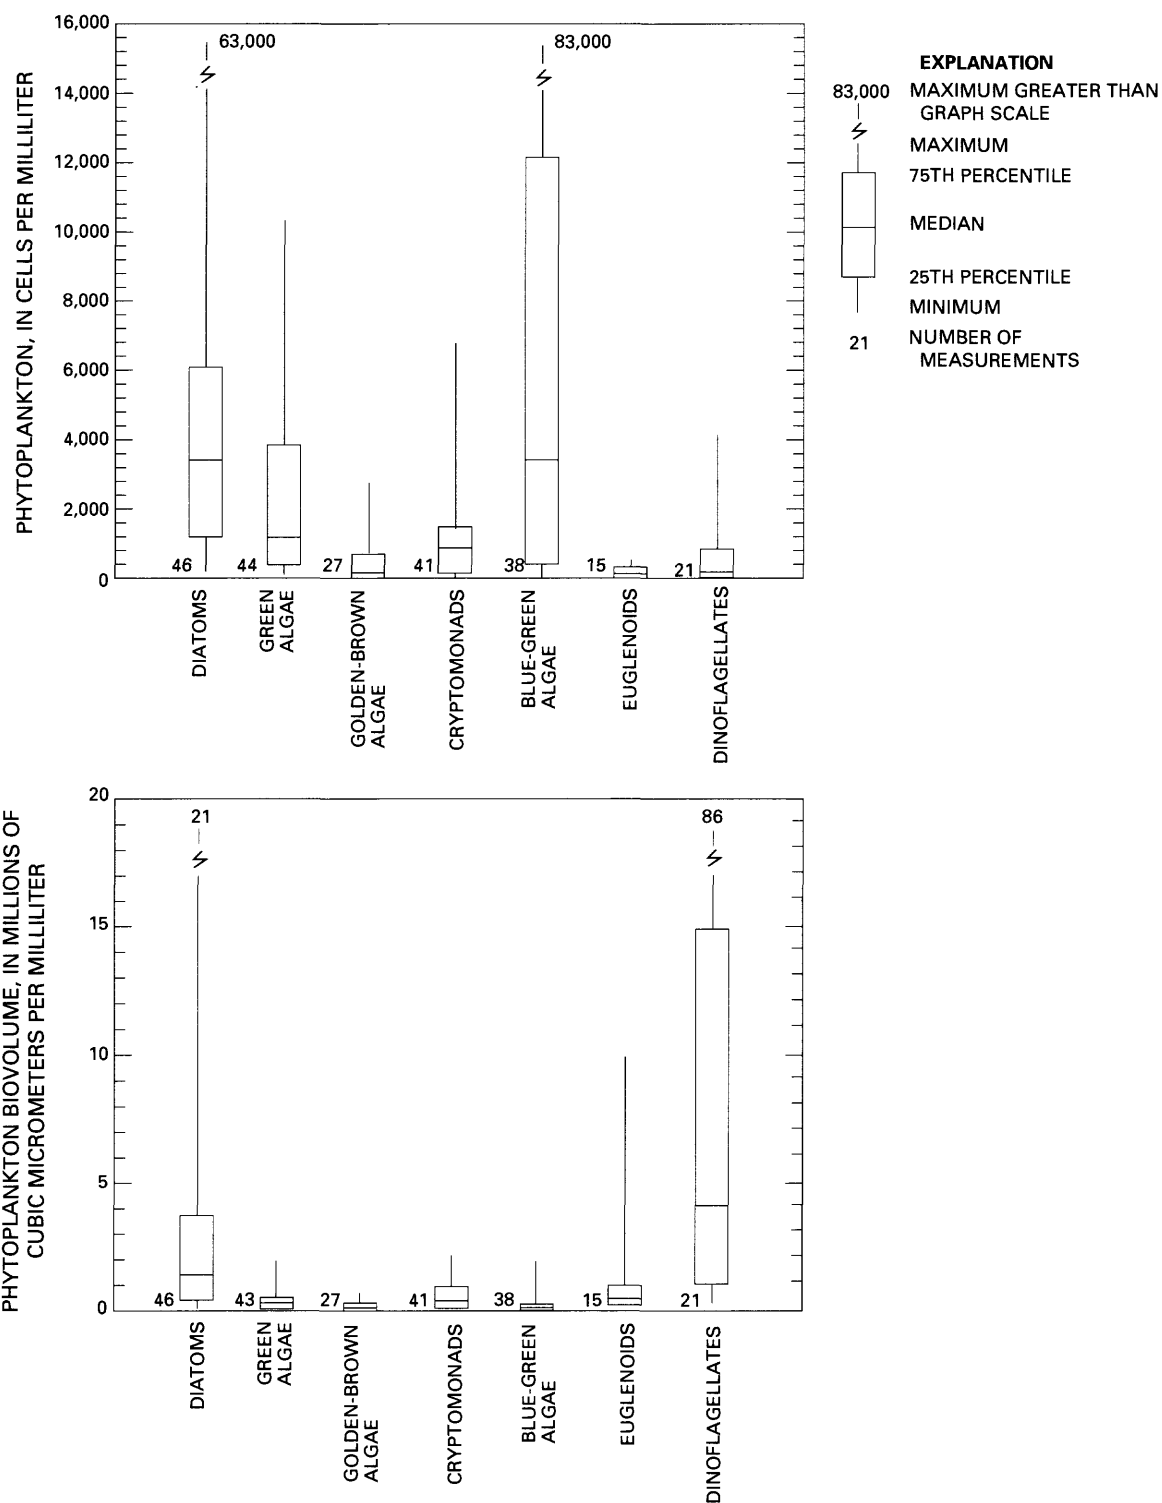 PHYTOPLANKTON, IN CELLS PER MILLILITER
16,000
14,000
12,000
10,000
8,000
6,000
4,000
2,000
0
63,000
83,000
46
44
27
41
38
15
21
DIATOMS
GREEN
ALGAE
GOLDEN-BROWN
ALGAE
CRYPTOMONADS
BLUE-GREEN
ALGAE
EUGLENOIDS
DINOFLAGELLATES
EXPLANATION
83,000 MAXIMUM GREATER THAN
GRAPH SCALE
MAXIMUM
75TH PERCENTILE
MEDIAN
25TH PERCENTILE
MINIMUM
21 NUMBER OF
MEASUREMENTS
PHYTOPLANKTON BIOVOLUME, IN MILLIONS OF
CUBIC MICROMETERS PER MILLILITER
20
15
10
5
0
21
86
46
43
27
41
38
15
21
DIATOMS
GREEN
ALGAE
GOLDEN-BROWN
ALGAE
CRYPTOMONADS
BLUE-GREEN
ALGAE
EUGLENOIDS
DINOFLAGELLATES